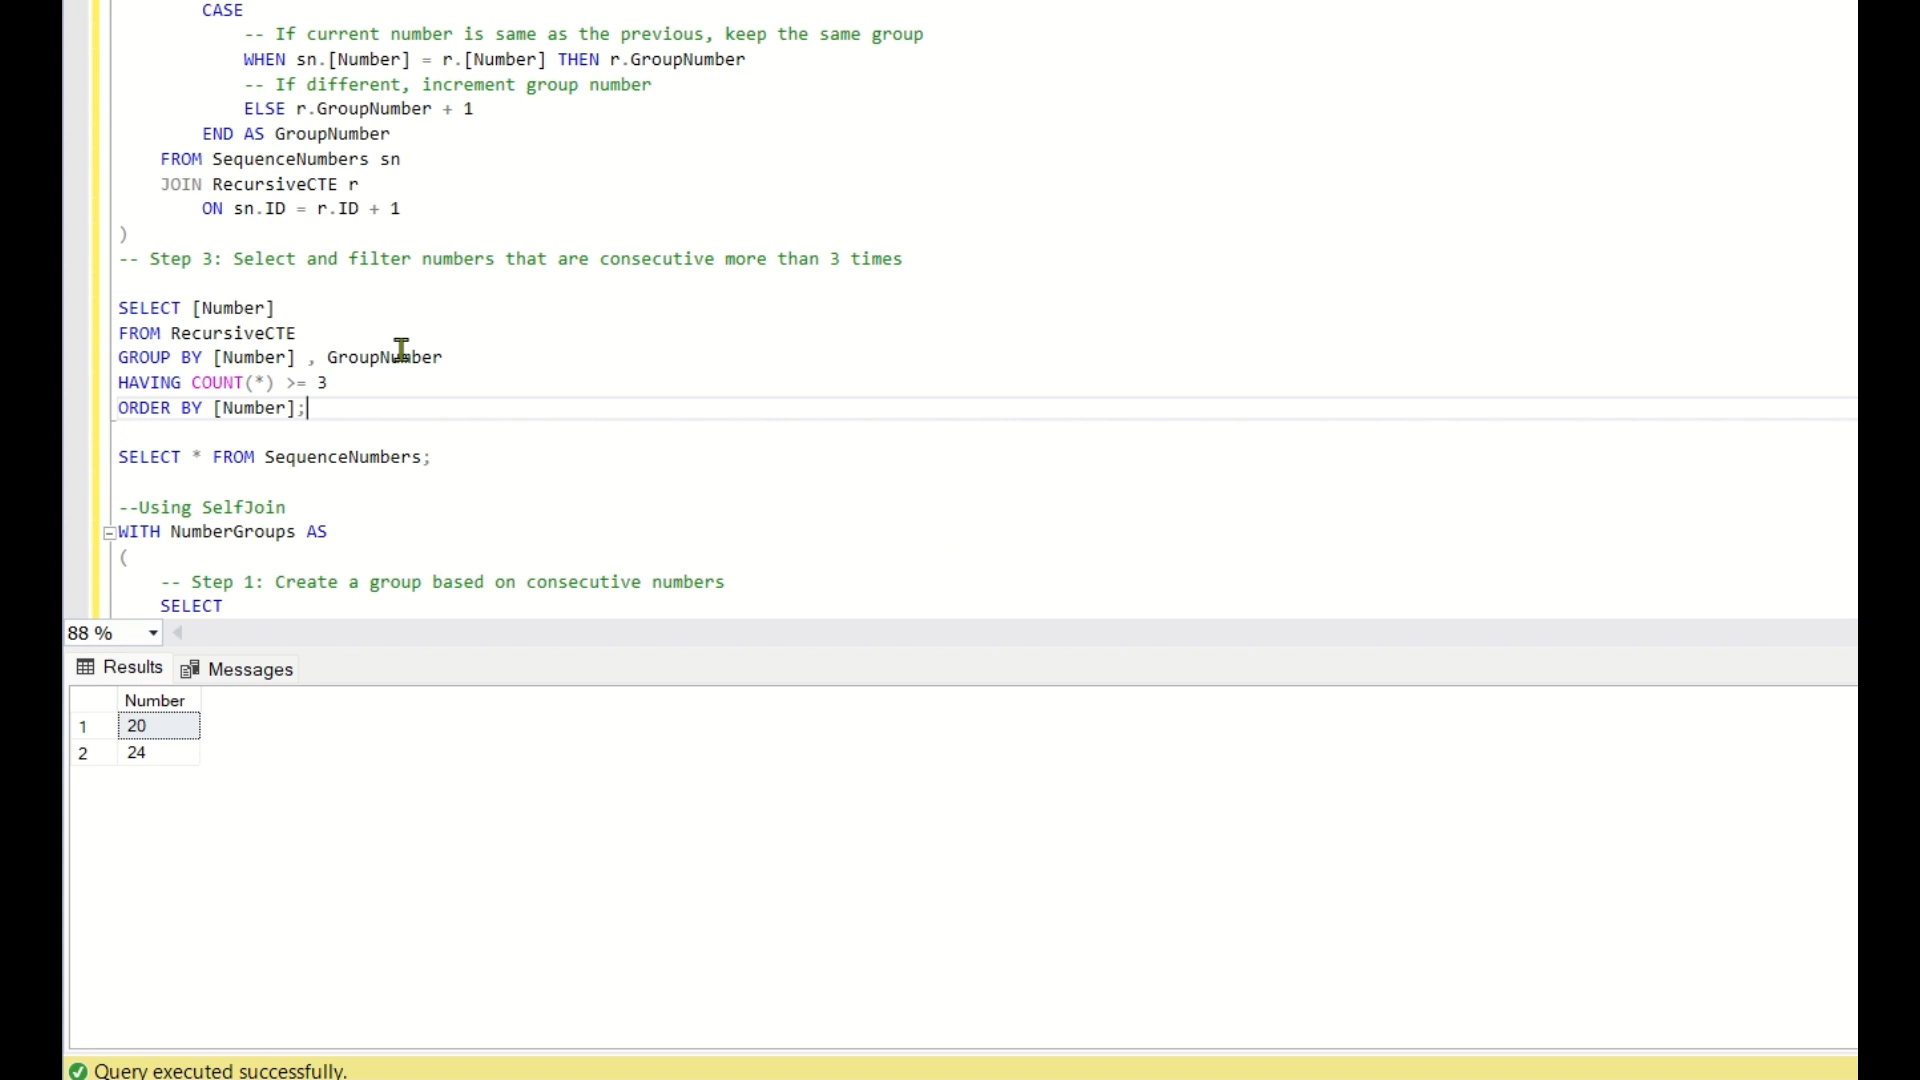 CASE
-- If current number is same as the previous, keep the same group
WHEN sn.[Number] = r.[Number] THEN r.GroupNumber
-- If different, increment group number
ELSE r.GroupNumber + 1
END AS GroupNumber
FROM SequenceNumbers sn
JOIN RecursiveCTE r
ON sn.ID = r.ID + 1
)
-- Step 3: Select and filter numbers that are consecutive more than 3 times
SELECT [Number]
FROM RecursiveCTE
GROUP BY [Number] , GroupNumber
HAVING COUNT(*) >= 3
ORDER BY [Number];
SELECT * FROM SequenceNumbers;
--Using SelfJoin
WITH NumberGroups AS
(
-- Step 1: Create a group based on consecutive numbers
SELECT
88 %
Results Messages
Number
1 20
2 24
Query executed successfully.